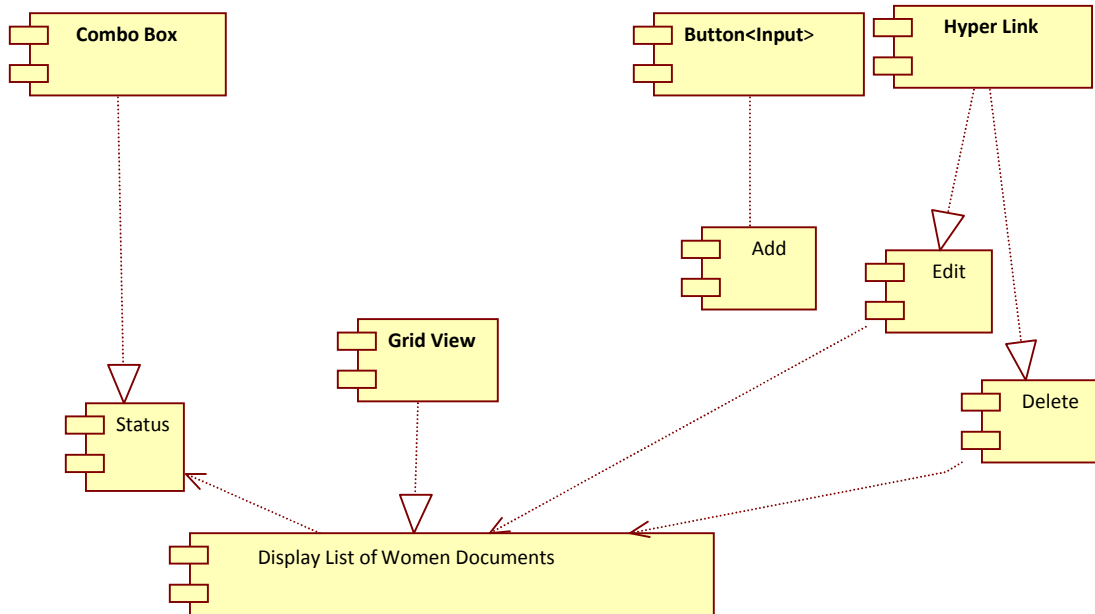 Combo Box
Button<Input>
Hyper Link
Add
Edit
Grid View
Delete
Status
Display List of Women Documents